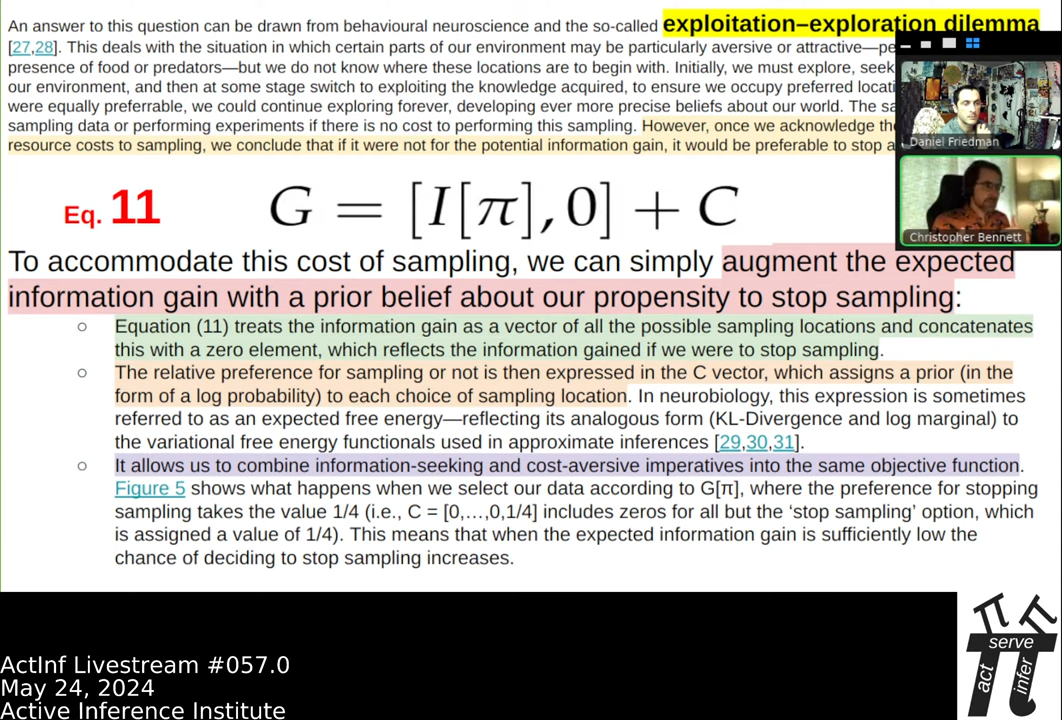 An answer to this question can be drawn from behavioural neuroscience and the so-called exploitation–exploration dilemma
[27,28]. This deals with the situation in which certain parts of our environment may be particularly aversive or attractive—pe
presence of food or predators—but we do not know where these locations are to begin with. Initially, we must explore, seek
our environment, and then at some stage switch to exploiting the knowledge acquired, to ensure we occupy preferred locati
were equally preferrable, we could continue exploring forever, developing ever more precise beliefs about our world. The sa
sampling data or performing experiments if there is no cost to performing this sampling. However, once we acknowledge th
resource costs to sampling, we conclude that if it were not for the potential information gain, it would be preferable to stop a
Daniel Friedman
Christopher Bennett
Eq. 11 G = [I[π], 0] + C
To accommodate this cost of sampling, we can simply augment the expected
information gain with a prior belief about our propensity to stop sampling:
○ Equation (11) treats the information gain as a vector of all the possible sampling locations and concatenates
this with a zero element, which reflects the information gained if we were to stop sampling.
○ The relative preference for sampling or not is then expressed in the C vector, which assigns a prior (in the
form of a log probability) to each choice of sampling location. In neurobiology, this expression is sometimes
referred to as an expected free energy—reflecting its analogous form (KL-Divergence and log marginal) to
the variational free energy functionals used in approximate inferences [29,30,31].
○ It allows us to combine information-seeking and cost-aversive imperatives into the same objective function.
Figure 5 shows what happens when we select our data according to G[π], where the preference for stopping
sampling takes the value 1/4 (i.e., C = [0,…,0,1/4] includes zeros for all but the ‘stop sampling’ option, which
is assigned a value of 1/4). This means that when the expected information gain is sufficiently low the
chance of deciding to stop sampling increases.
ActInf Livestream #057.0
May 24, 2024
Active Inference Institute
π π
serve
act infer